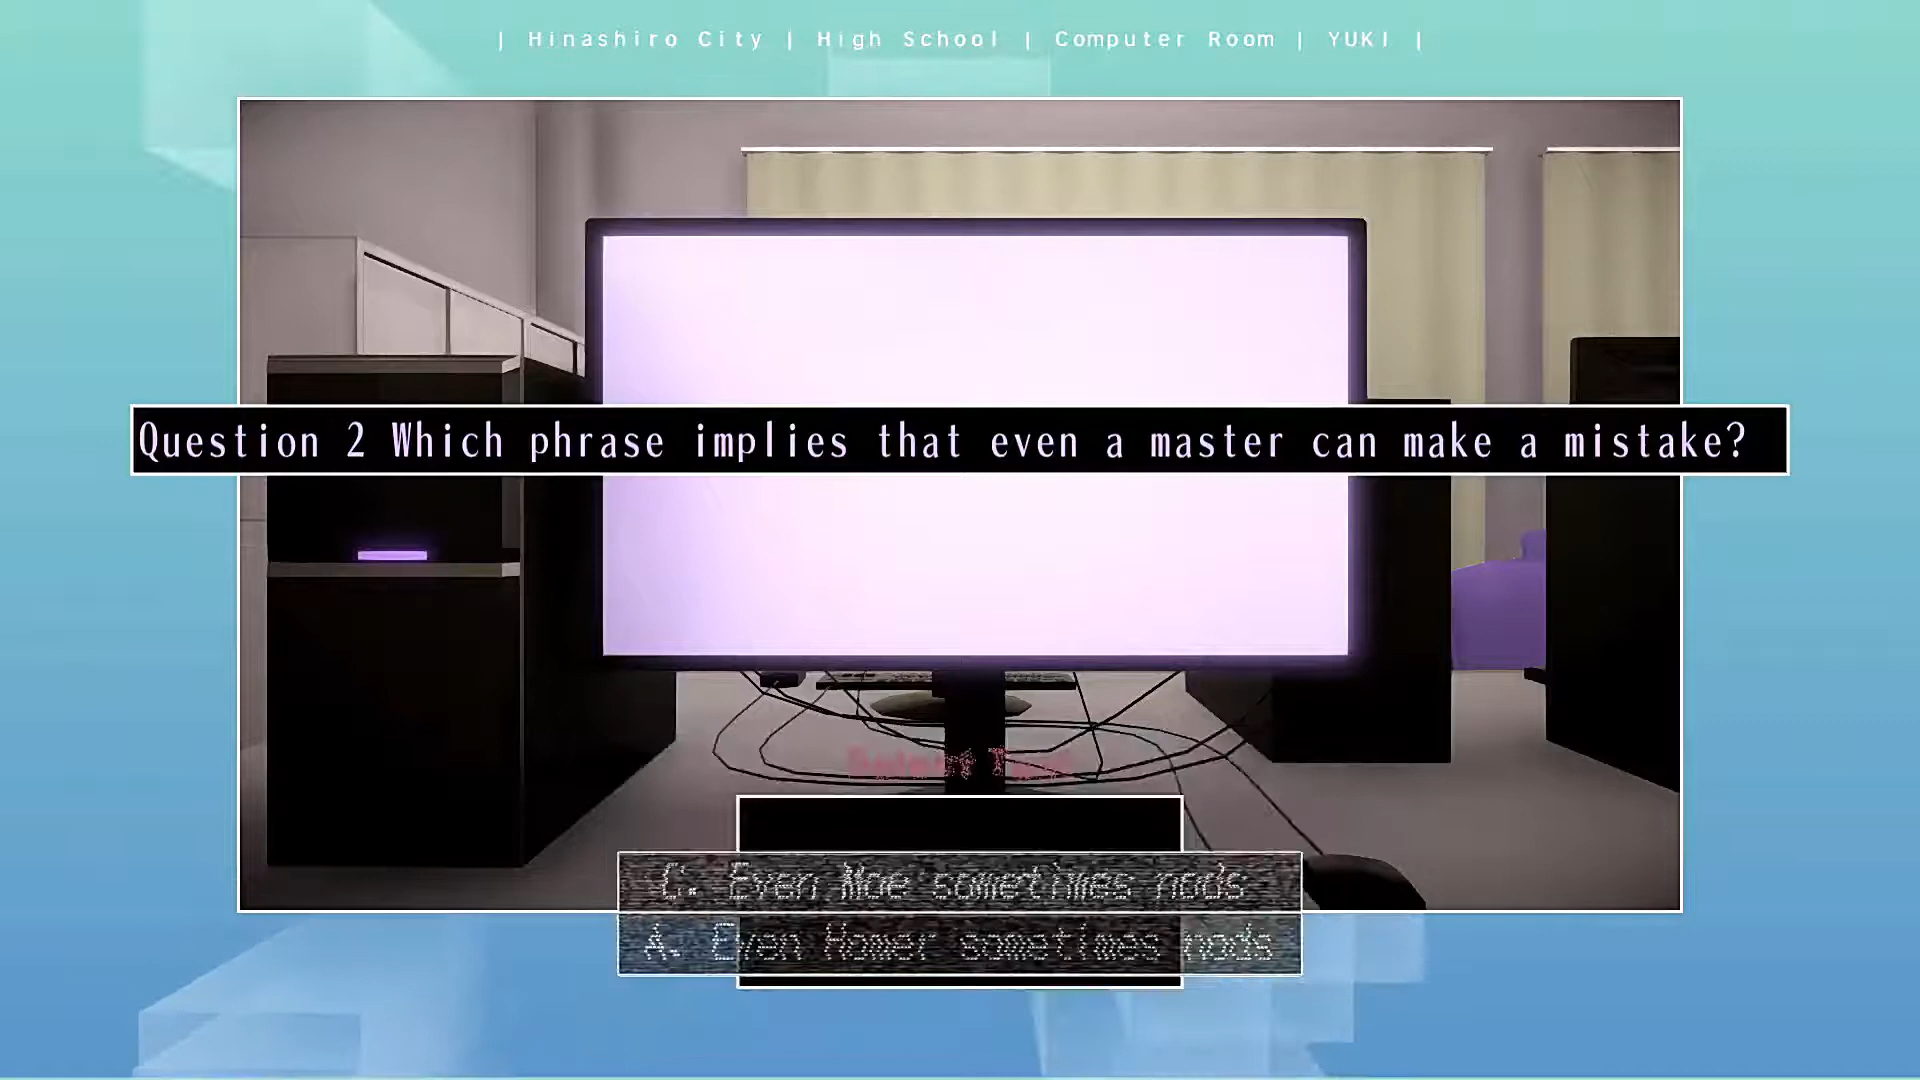 | Hinashiro City | High School | Computer Room | YUKI |
Question 2 Which phrase implies that even a master can make a mistake?
C. Even Moe sometimes nods
A. Even Homer sometimes nods